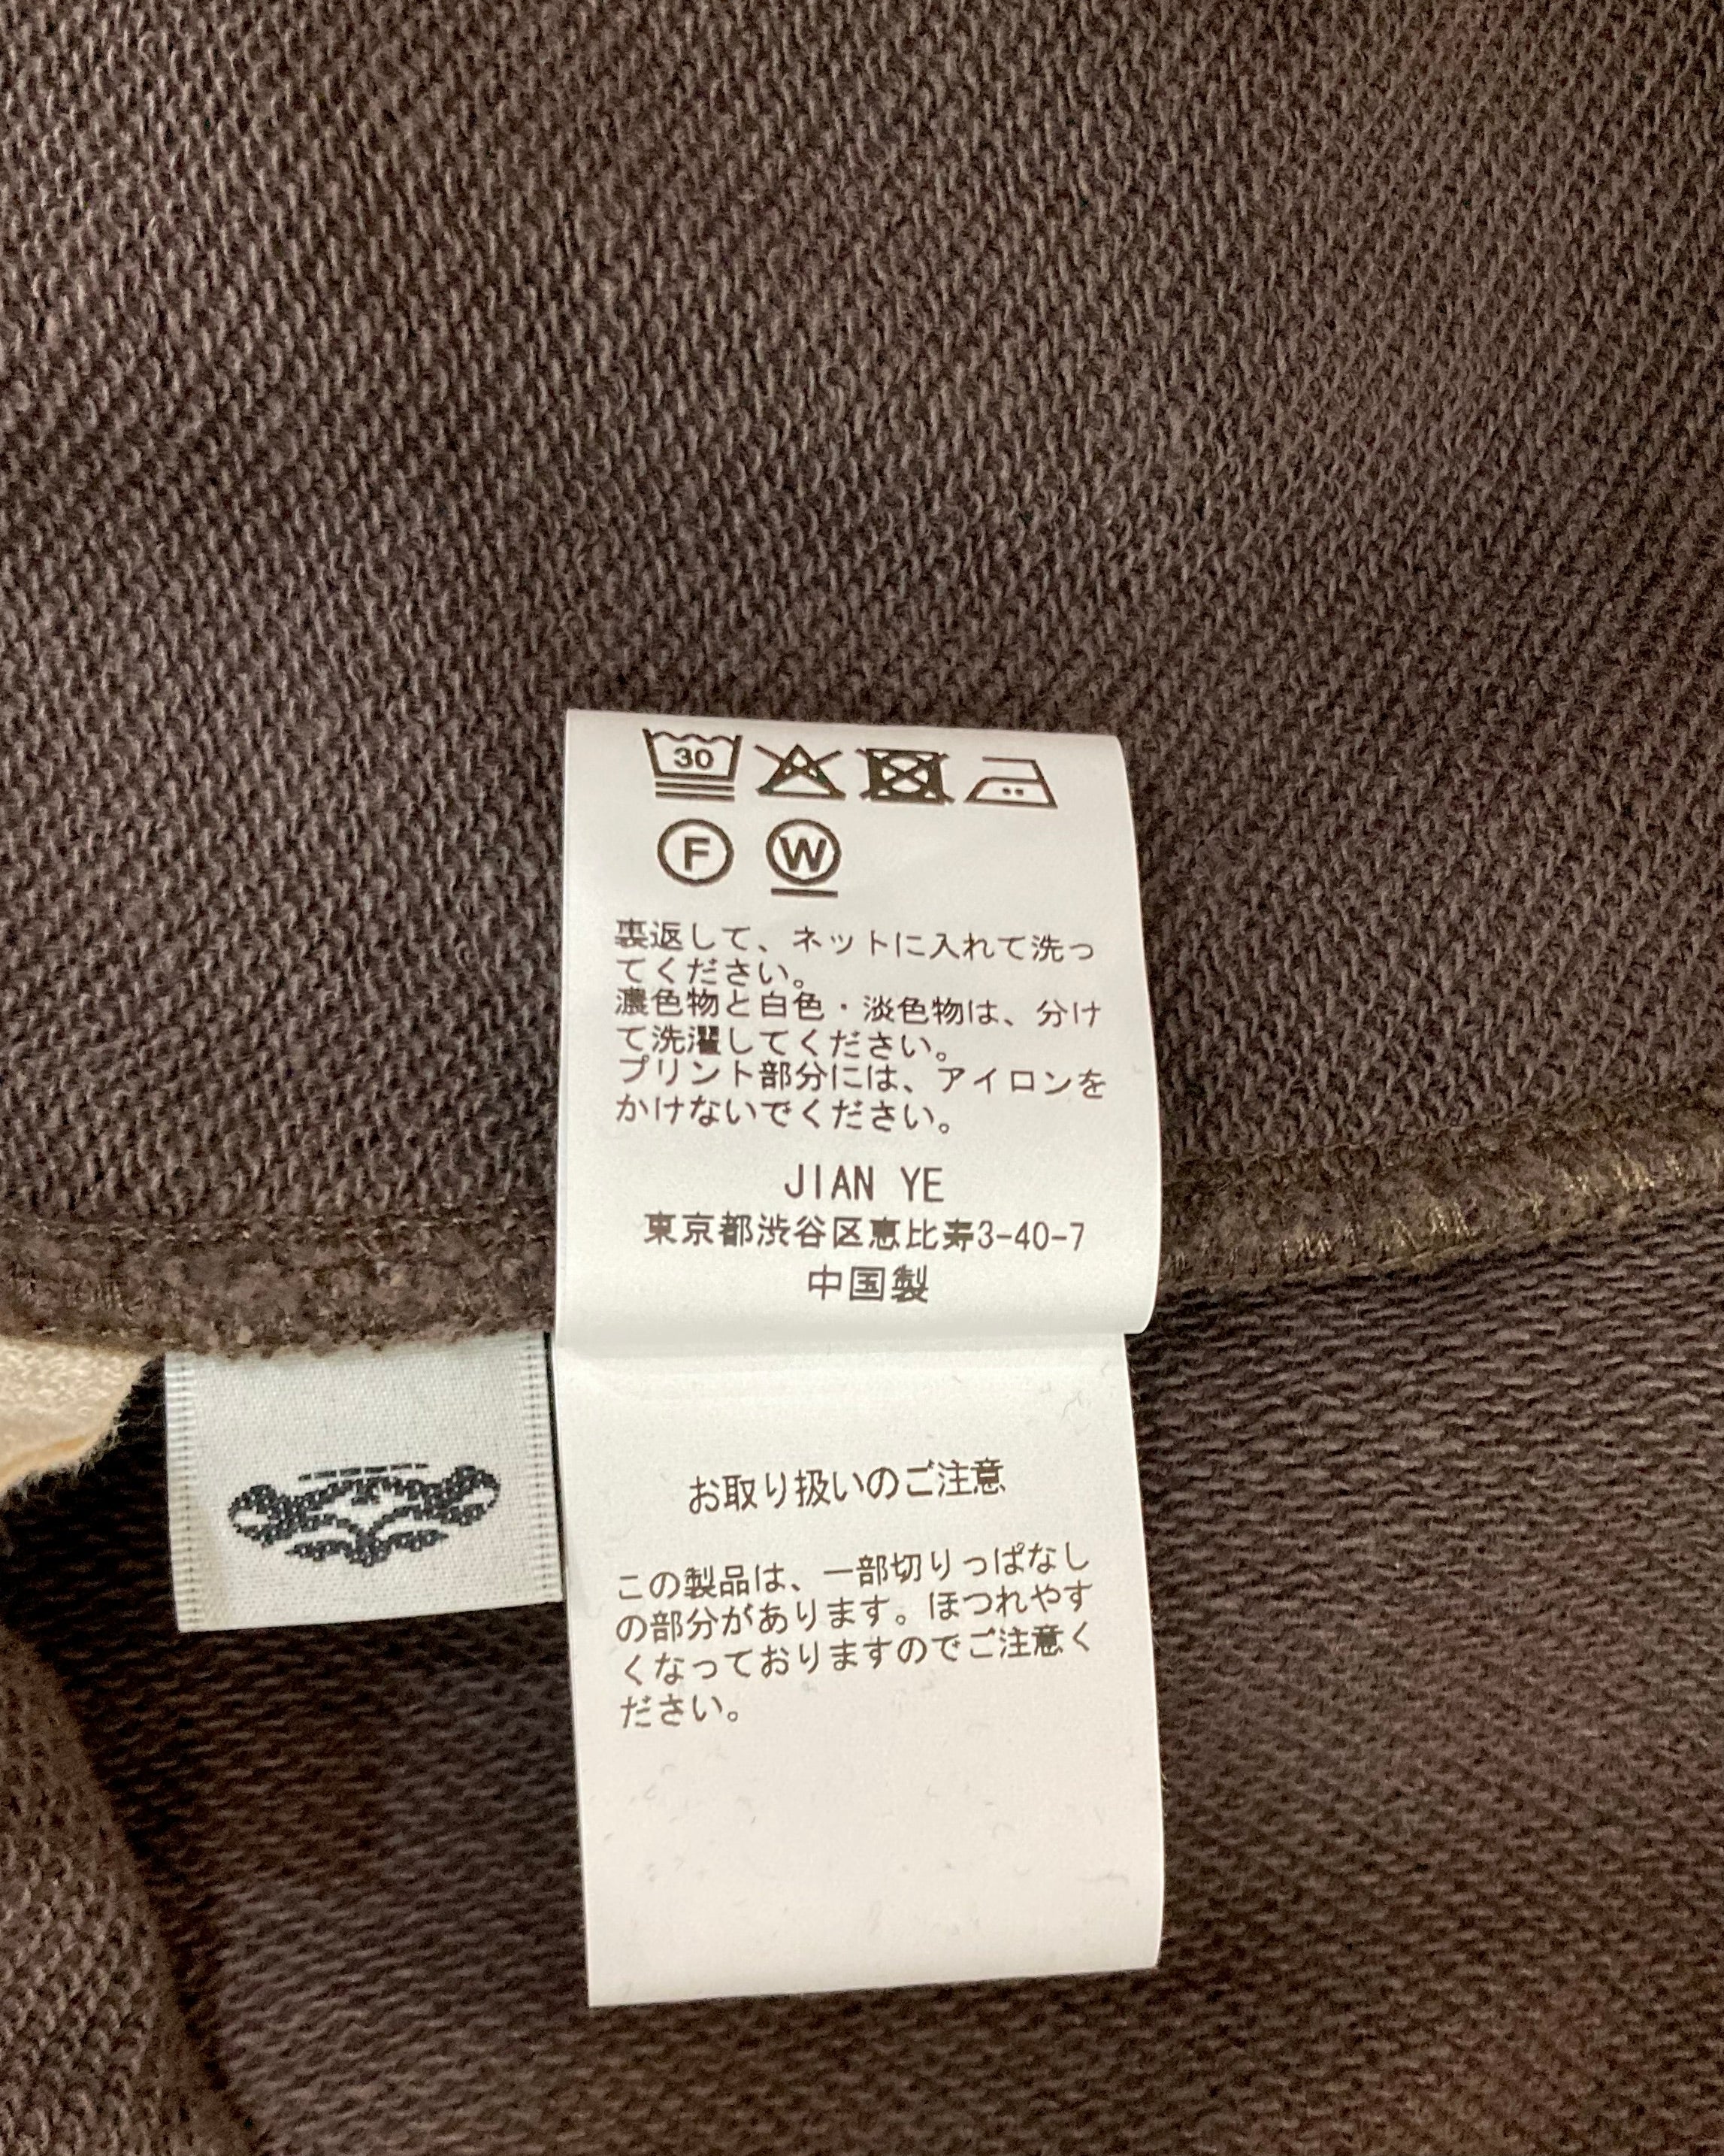 30
F W
裏返して、ネットに入れて洗っ
てください。
濃色物と白色・淡色物は、分け
て洗濯してください。
プリント部分には、アイロンを
かけないでください。
JIAN YE
東京都渋谷区恵比寿3-40-7
中国製
お取り扱いのご注意
この製品は、一部切りっぱなし
の部分があります。ほつれやす
くなっておりますのでご注意く
ださい。